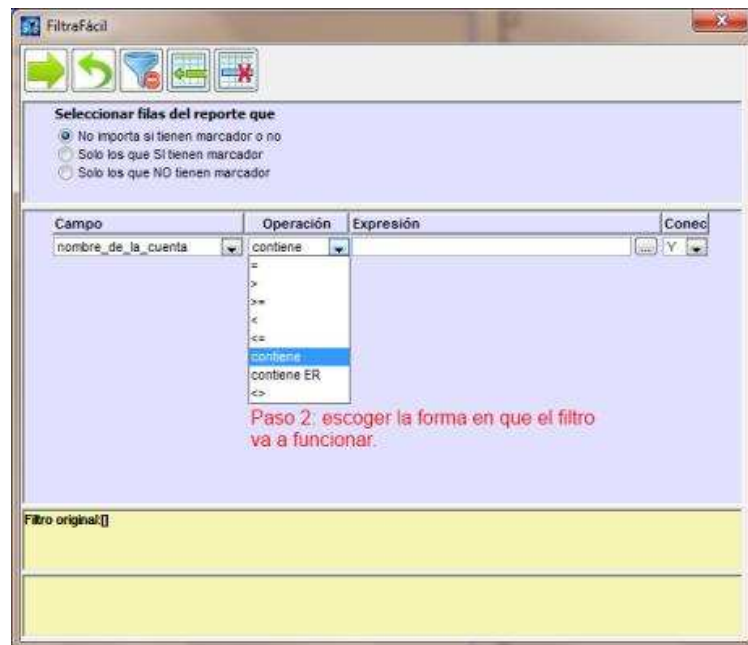 FiltraFácil
Seleccionar filas del reporte que
No importa si tienen marcador o no
Solo los que SI tienen marcador
Solo los que NO tienen marcador
Campo Operación Expresión Conec
nombre_de_la_cuenta contiene ... Y
=
>
>=
<
<=
contiene
contiene ER
<>
Paso 2: escoger la forma en que el filtro
va a funcionar.
Filtro original:[]